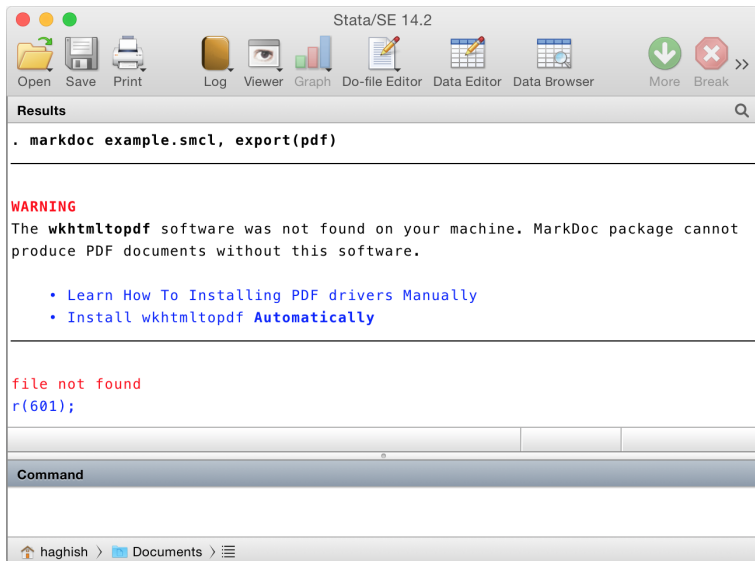 Stata/SE 14.2
Open Save Print Log Viewer Graph Do-file Editor Data Editor Data Browser More Break
Results
. markdoc example.smcl, export(pdf)
WARNING
The wkhtmltopdf software was not found on your machine. MarkDoc package cannot
produce PDF documents without this software.
• Learn How To Installing PDF drivers Manually
• Install wkhtmltopdf Automatically
file not found
r(601);
Command
haghish 〉 Documents 〉